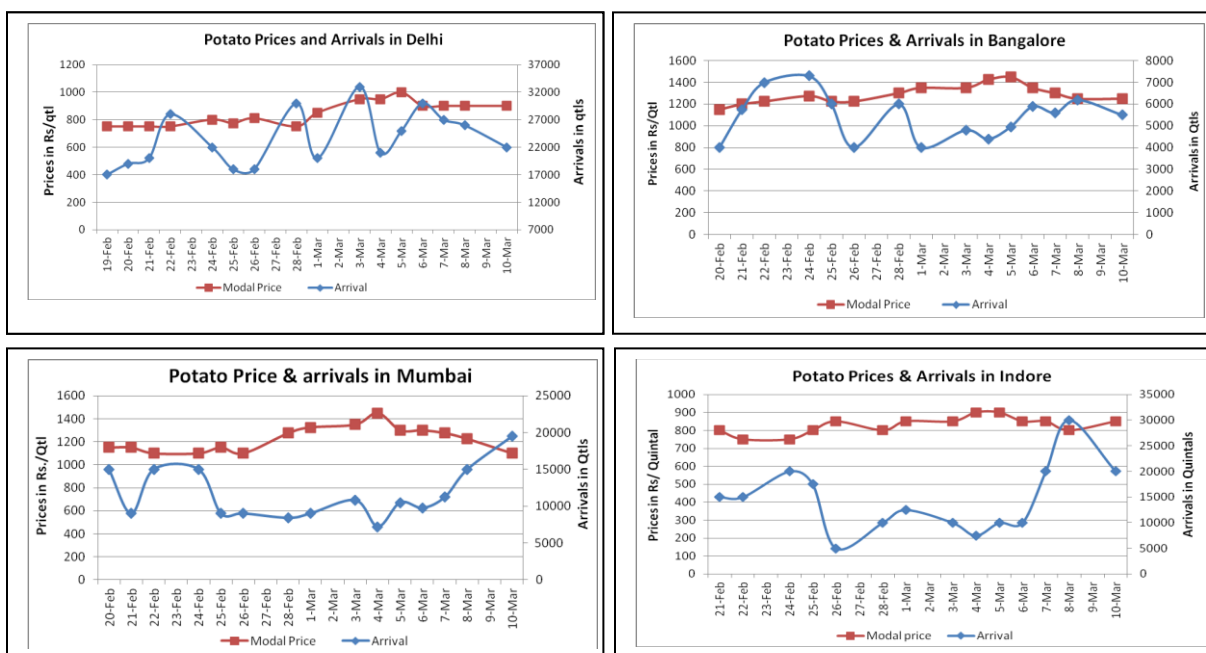 Potato Prices and Arrivals in Delhi
1200
1000
800
600
400
200
0
Prices in Rs/qtl
37000
32000
27000
22000
17000
12000
7000
Arrivals in qtls
19-Feb
20-Feb
21-Feb
22-Feb
23-Feb
24-Feb
25-Feb
26-Feb
27-Feb
28-Feb
1-Mar
2-Mar
3-Mar
4-Mar
5-Mar
6-Mar
7-Mar
8-Mar
9-Mar
10-Mar
Modal Price Arrival
Potato Prices & Arrivals in Bangalore
1600
1400
1200
1000
800
600
400
200
0
Prices in Rs/Qtl
8000
7000
6000
5000
4000
3000
2000
1000
0
Arrivals in Qtls
20-Feb
21-Feb
22-Feb
23-Feb
24-Feb
25-Feb
26-Feb
27-Feb
28-Feb
1-Mar
2-Mar
3-Mar
4-Mar
5-Mar
6-Mar
7-Mar
8-Mar
9-Mar
10-Mar
Modal Price Arrival
Potato Price & arrivals in Mumbai
1600
1400
1200
1000
800
600
400
200
0
Prices in Rs./Qtl
25000
20000
15000
10000
5000
0
Arrivals in Qtls
20-Feb
21-Feb
22-Feb
23-Feb
24-Feb
25-Feb
26-Feb
27-Feb
28-Feb
1-Mar
2-Mar
3-Mar
4-Mar
5-Mar
6-Mar
7-Mar
8-Mar
9-Mar
10-Mar
Modal Price Arrival
Potato Prices & Arrivals in Indore
1000
900
800
700
600
500
400
300
200
100
0
Prices in Rs/ Quintal
35000
30000
25000
20000
15000
10000
5000
0
Arrivals in Quintals
21-Feb
22-Feb
23-Feb
24-Feb
25-Feb
26-Feb
27-Feb
28-Feb
1-Mar
2-Mar
3-Mar
4-Mar
5-Mar
6-Mar
7-Mar
8-Mar
9-Mar
10-Mar
Modal price Arrival